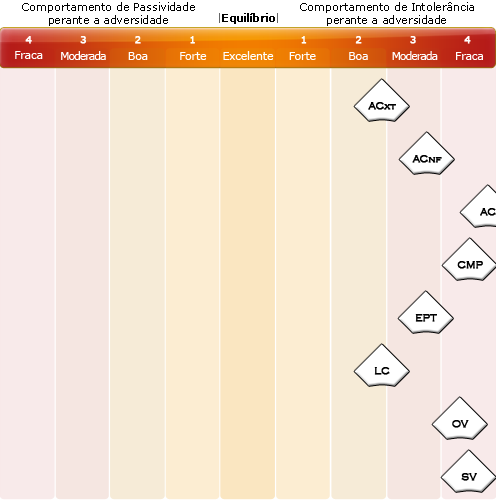 Comportamento de Passividade
perante a adversidade
|Equilíbrio|
Comportamento de Intolerância
perante a adversidade
4 3 2 1 1 2 3 4
Fraca Moderada Boa Forte Excelente Forte Boa Moderada Fraca
ACXT
ACNF
AC
CMP
EPT
LC
OV
SV